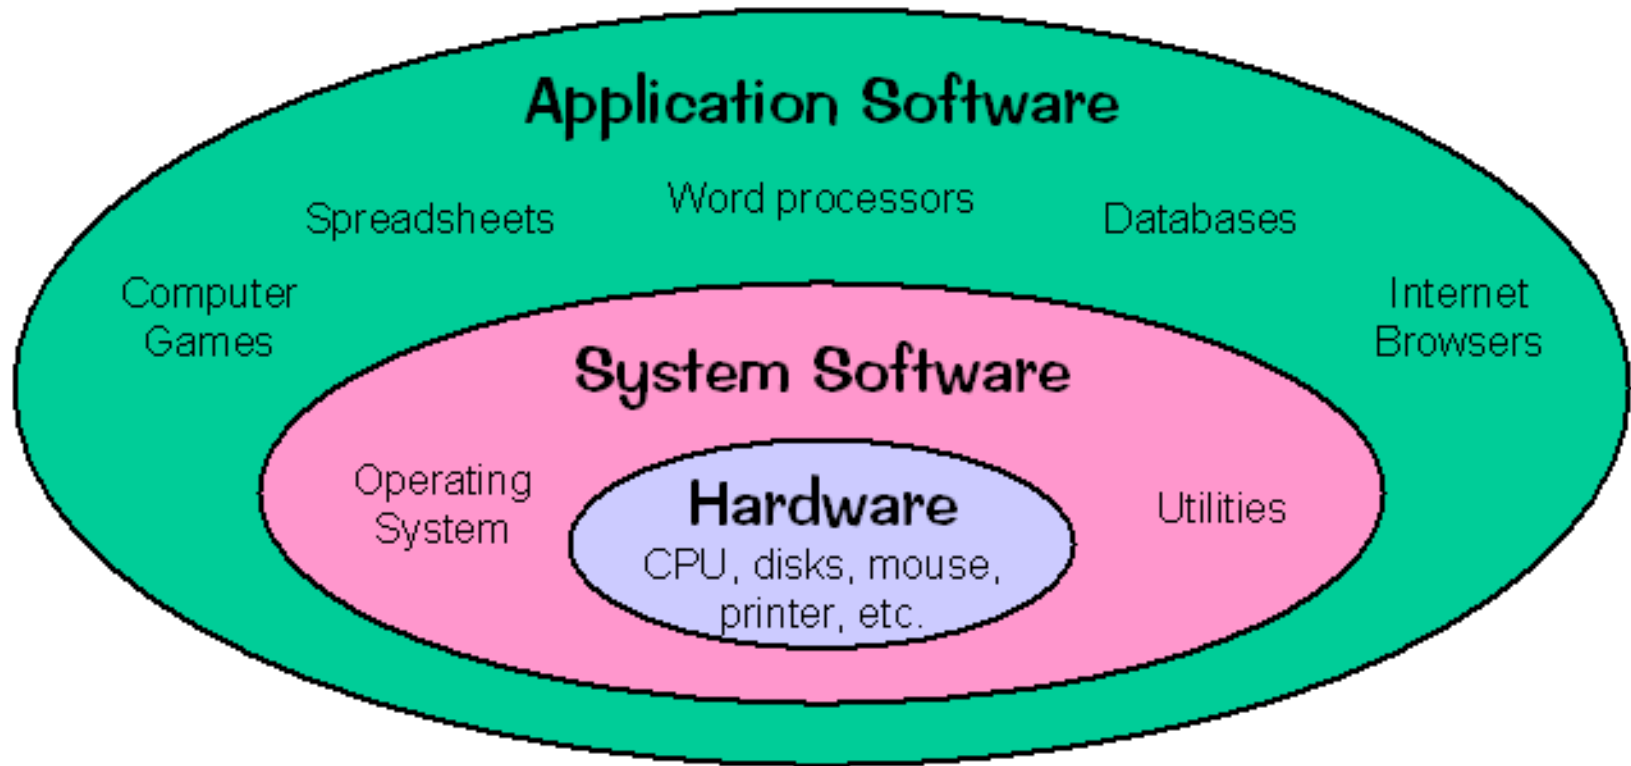 Application Software
Word processors
Spreadsheets
Databases
Computer
Games
Internet
Browsers
System Software
Operating
System
Utilities
Hardware
CPU, disks, mouse,
printer, etc.